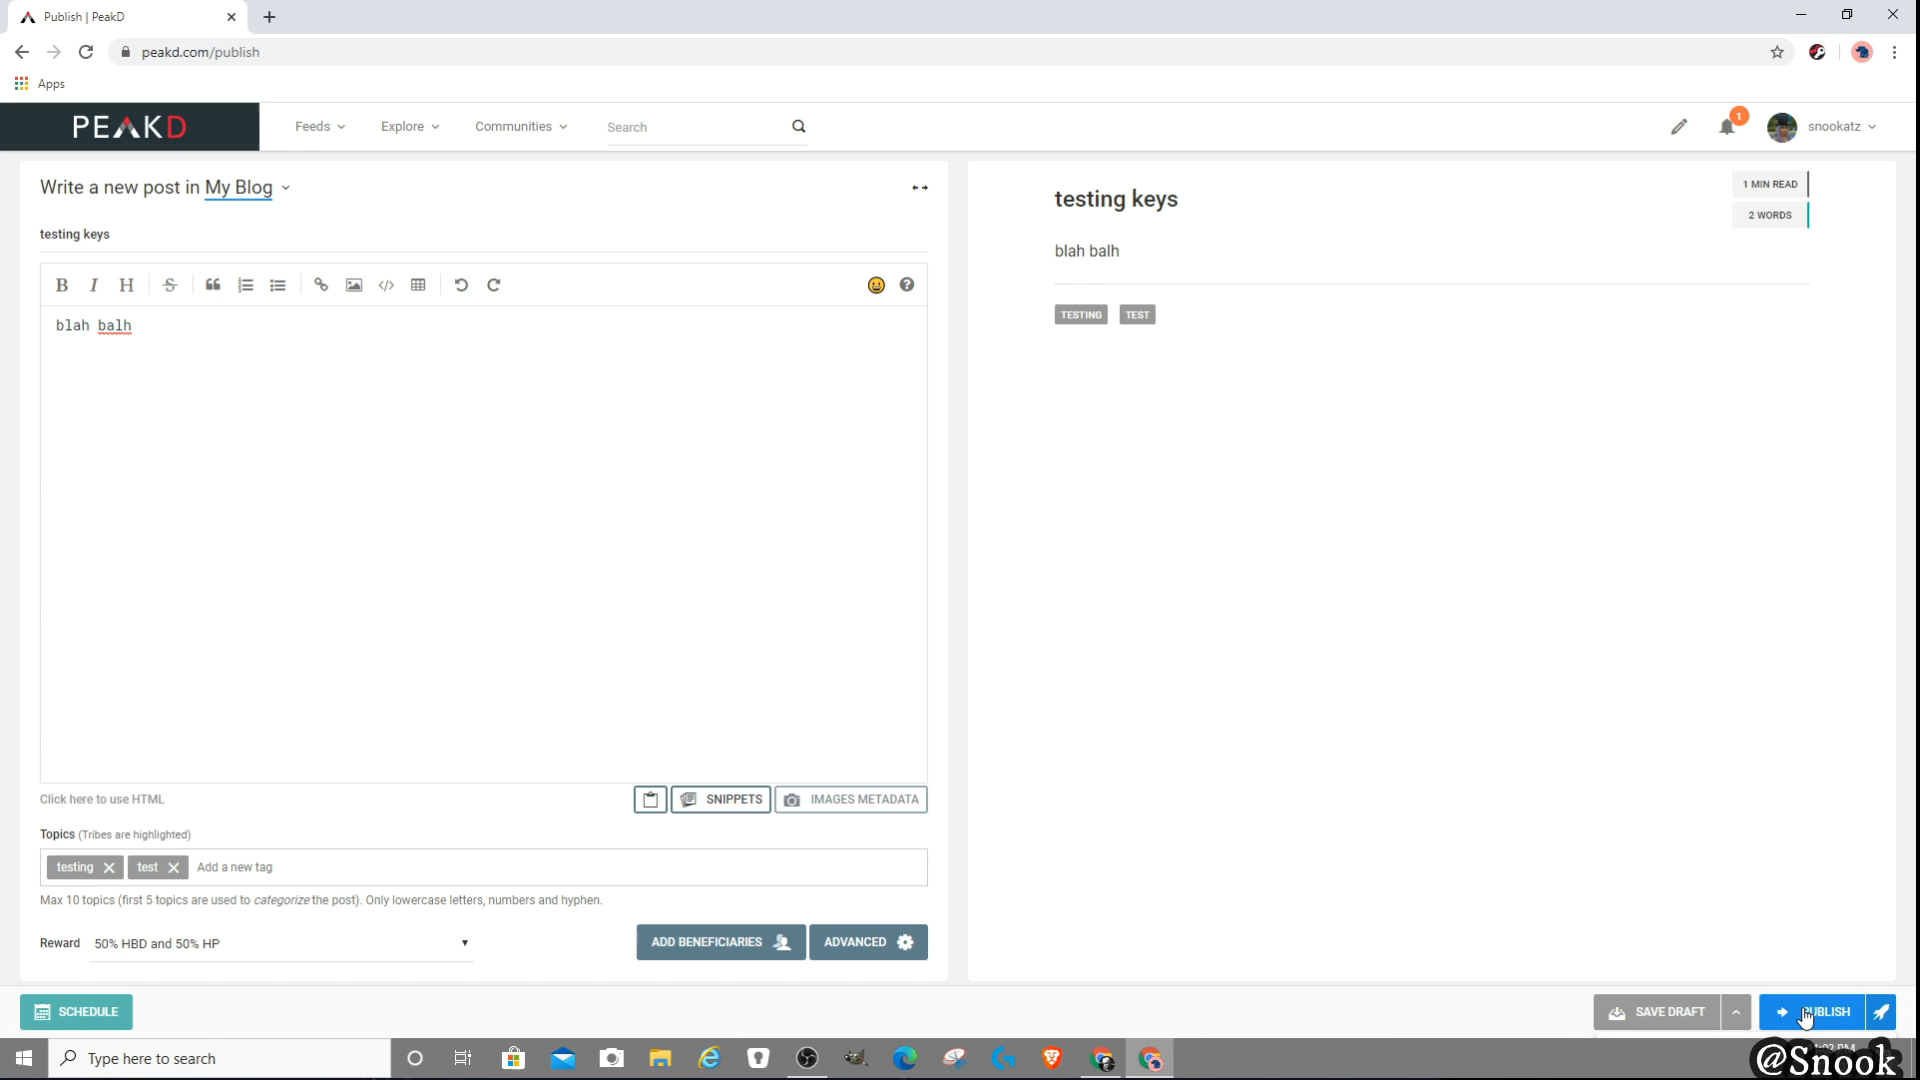 Publish | PeakD
peakd.com/publish
Apps
PEAKD
Feeds
Explore
Communities
Search
1
snookatz
Write a new post in My Blog
testing keys
B I H S
blah balh
Click here to use HTML
SNIPPETS
IMAGES METADATA
Topics (Tribes are highlighted)
testing
test
Add a new tag
Max 10 topics (first 5 topics are used to categorize the post). Only lowercase letters, numbers and hyphen.
Reward
50% HBD and 50% HP
ADD BENEFICIARIES
ADVANCED
testing keys
1 MIN READ
2 WORDS
blah balh
TESTING
TEST
SCHEDULE
SAVE DRAFT
PUBLISH
Type here to search
@Snook